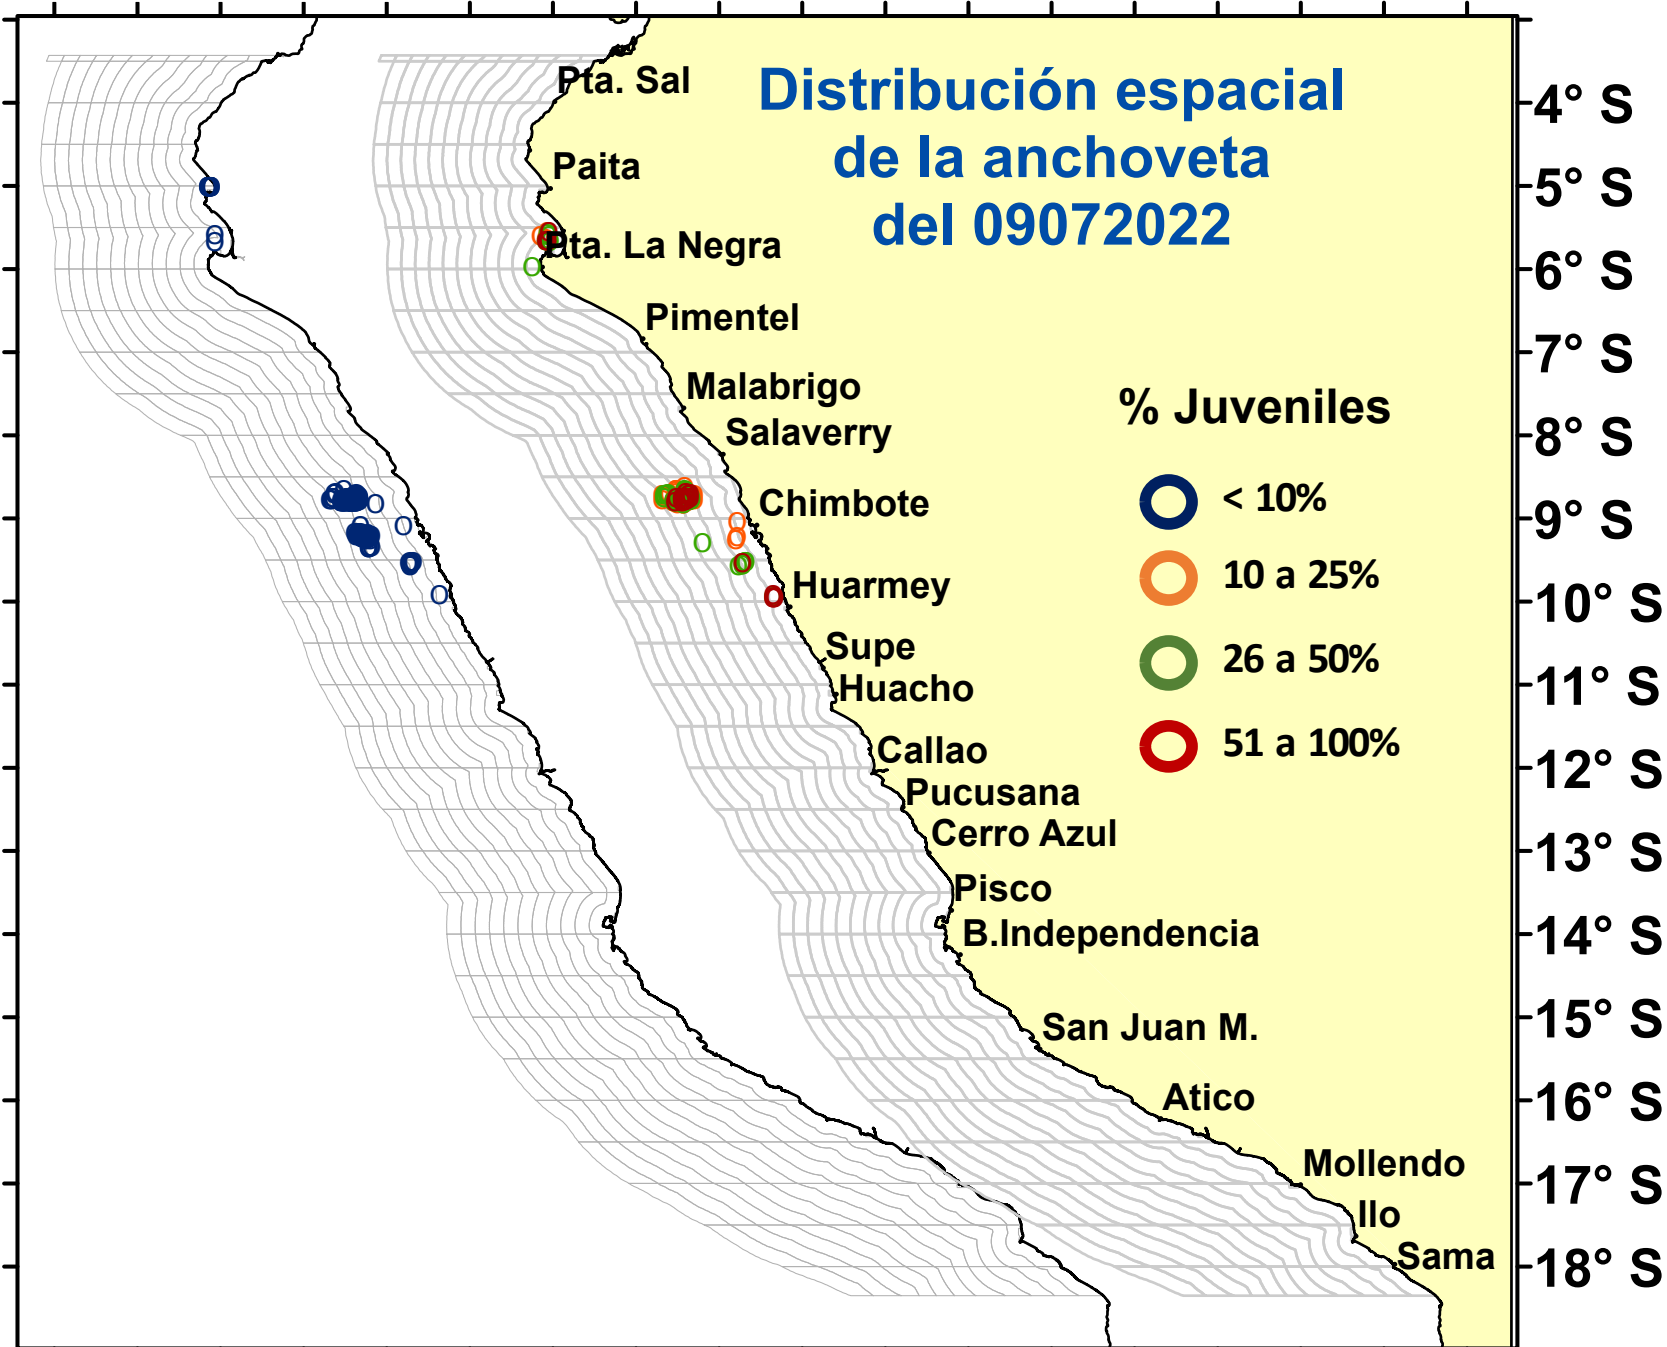 Distribución espacial
de la anchoveta
del 09072022
Pta. Sal
Paita
Pta. La Negra
Pimentel
Malabrigo
Salaverry
Chimbote
Huarmey
Supe
Huacho
Callao
Pucusana
Cerro Azul
Pisco
B.Independencia
San Juan M.
Atico
Mollendo
Ilo
Sama
% Juveniles
< 10%
10 a 25%
26 a 50%
51 a 100%
4° S
5° S
6° S
7° S
8° S
9° S
10° S
11° S
12° S
13° S
14° S
15° S
16° S
17° S
18° S